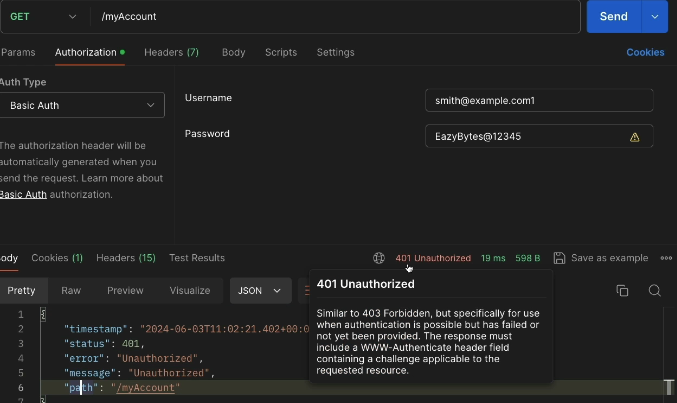 GET
/myAccount
Send
Params Authorization Headers (7) Body Scripts Settings Cookies
Auth Type
Basic Auth
Username
smith@example.com1
Password
EazyBytes@12345
The authorization header will be
automatically generated when you
send the request. Learn more about
Basic Auth authorization.
ody Cookies (1) Headers (15) Test Results
401 Unauthorized 19 ms 598 B Save as example
Pretty Raw Preview Visualize JSON
401 Unauthorized
Similar to 403 Forbidden, but specifically for use
when authentication is possible but has failed or
not yet been provided. The response must
include a WWW-Authenticate header field
containing a challenge applicable to the
requested resource.
1 {
2 "timestamp": "2024-06-03T11:02:21.402+00:0
3 "status": 401,
4 "error": "Unauthorized",
5 "message": "Unauthorized",
6 "path": "/myAccount"
7 }